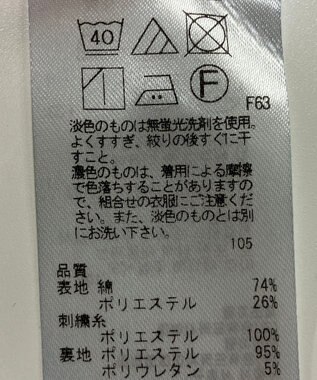 40
F
F63
淡色のものは無蛍光洗剤を使用。
よくすすぎ、絞りの後すぐに干
すこと。
濃色のものは、着用による摩擦
で色落ちすることがありますの
で、組合せの衣服にご注意くだ
さい。また、淡色のものとは別
にお洗い下さい。
105
品質
表地 綿 74%
ポリエステル 26%
刺繍糸
ポリエステル 100%
裏地 ポリエステル 95%
ポリウレタン 5%